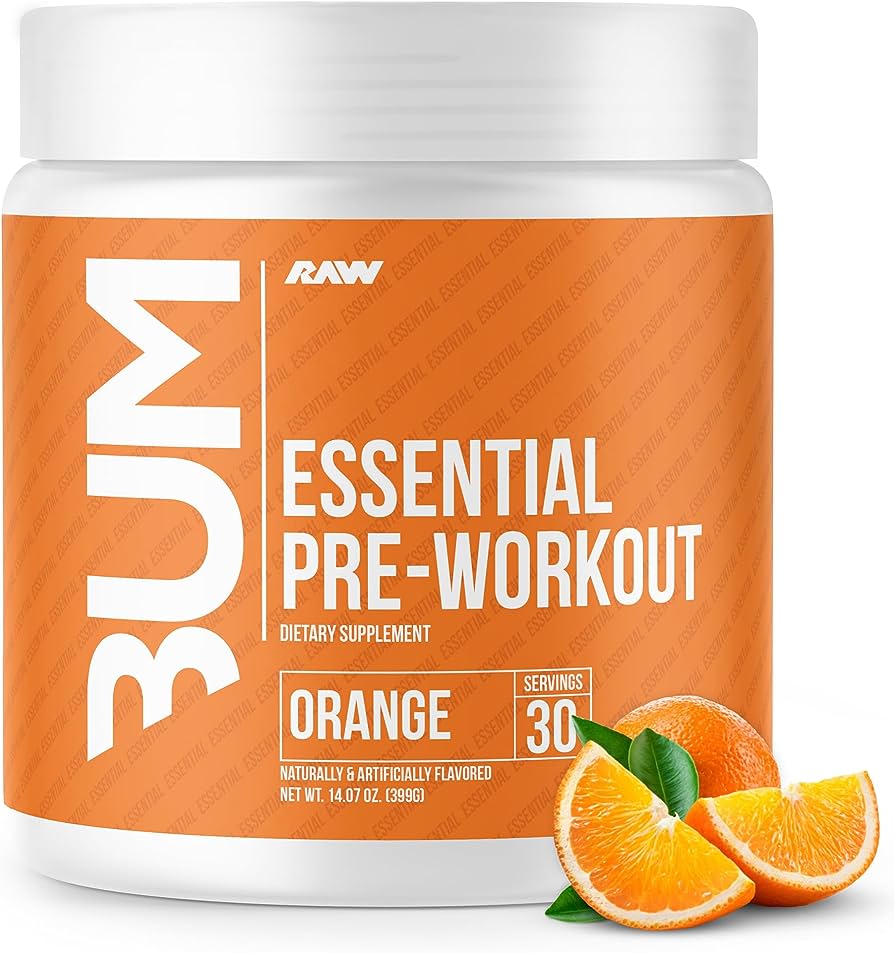 BUM
RAW
ESSENTIAL
PRE-WORKOUT
DIETARY SUPPLEMENT
ORANGE
SERVINGS
30
NATURALLY & ARTIFICIALLY FLAVORED
NET WT. 14.07 OZ. (399G)